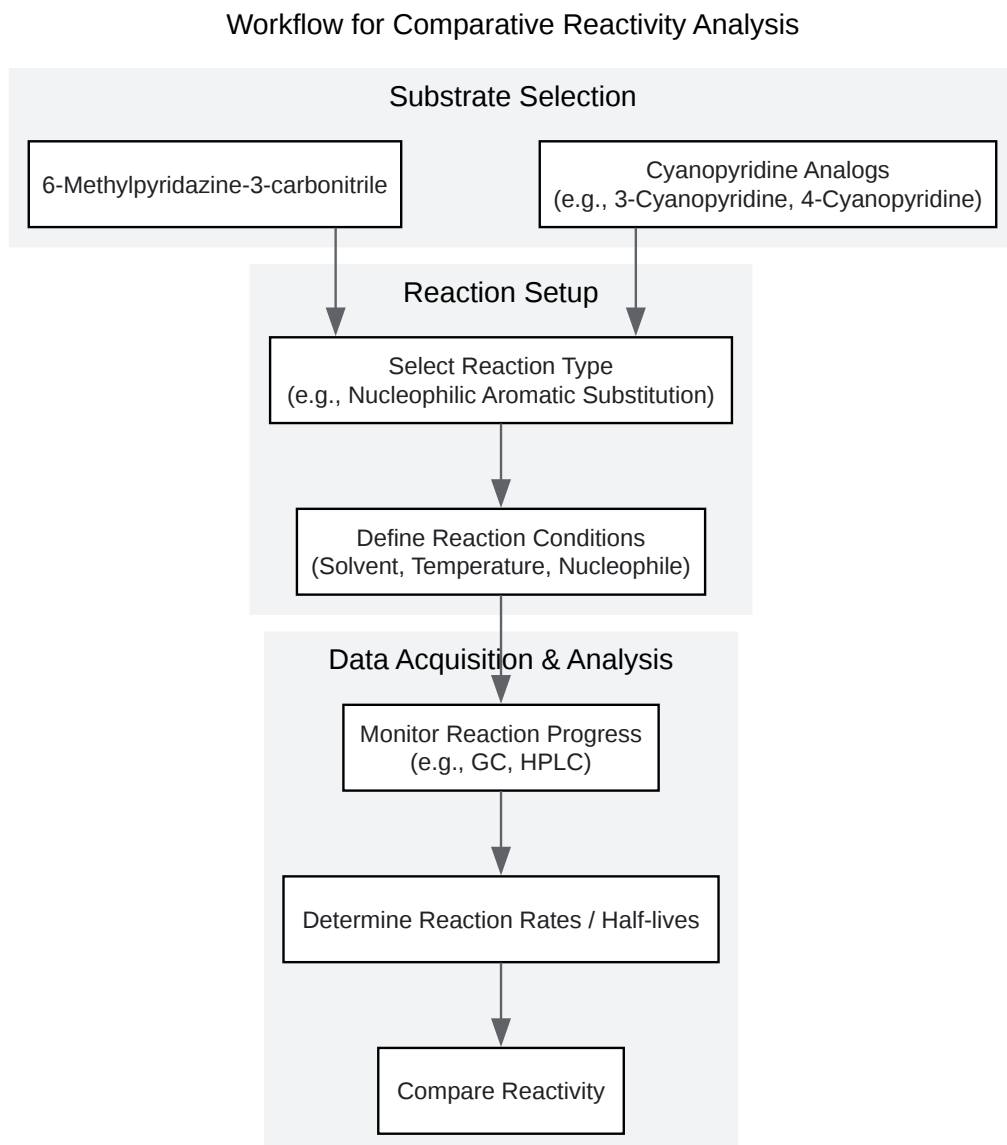 Workflow for Comparative Reactivity Analysis
Substrate Selection
6-Methylpyridazine-3-carbonitrile
Cyanopyridine Analogs
(e.g., 3-Cyanopyridine, 4-Cyanopyridine)
Reaction Setup
Select Reaction Type
(e.g., Nucleophilic Aromatic Substitution)
Define Reaction Conditions
(Solvent, Temperature, Nucleophile)
Data Acquisition & Analysis
Monitor Reaction Progress
(e.g., GC, HPLC)
Determine Reaction Rates / Half-lives
Compare Reactivity